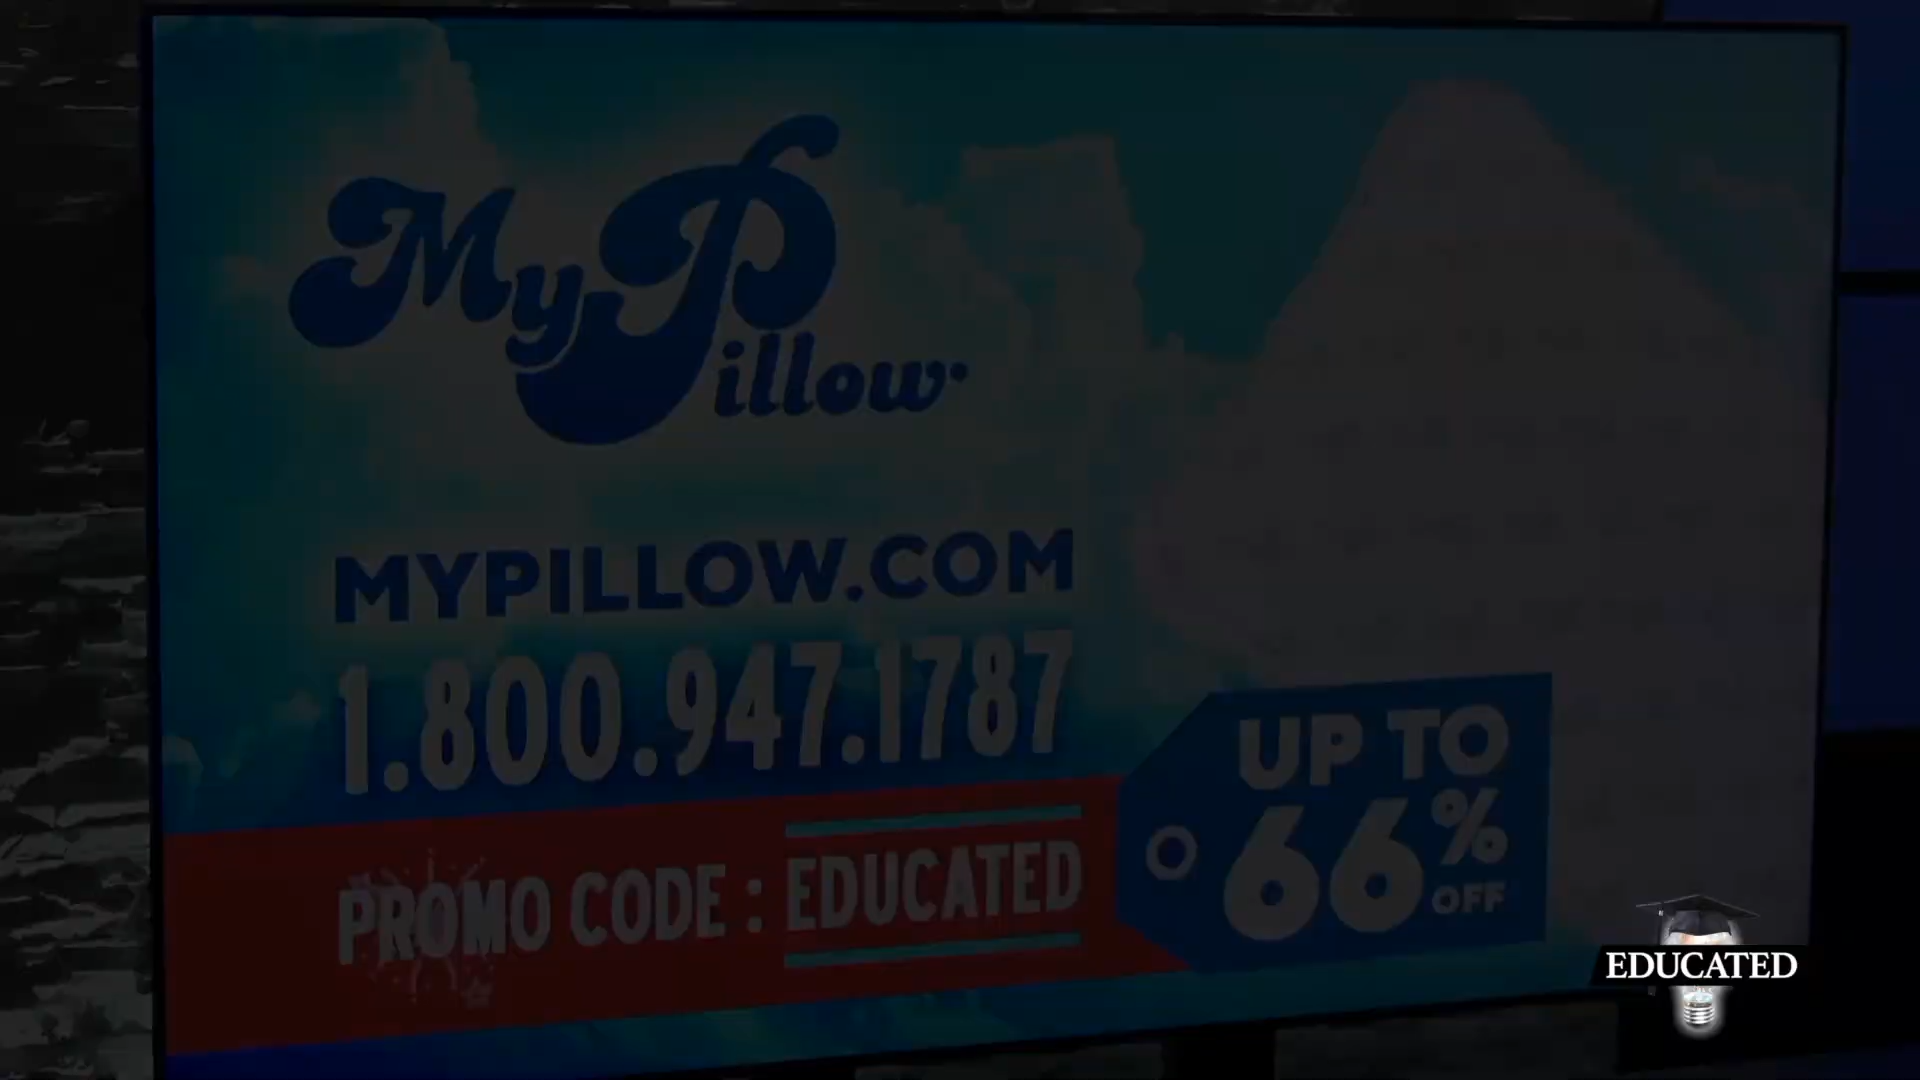 MyPillow
MYPILLOW.COM
1.800.947.1787
PROMO CODE : EDUCATED
UP TO
66%
OFF
EDUCATED